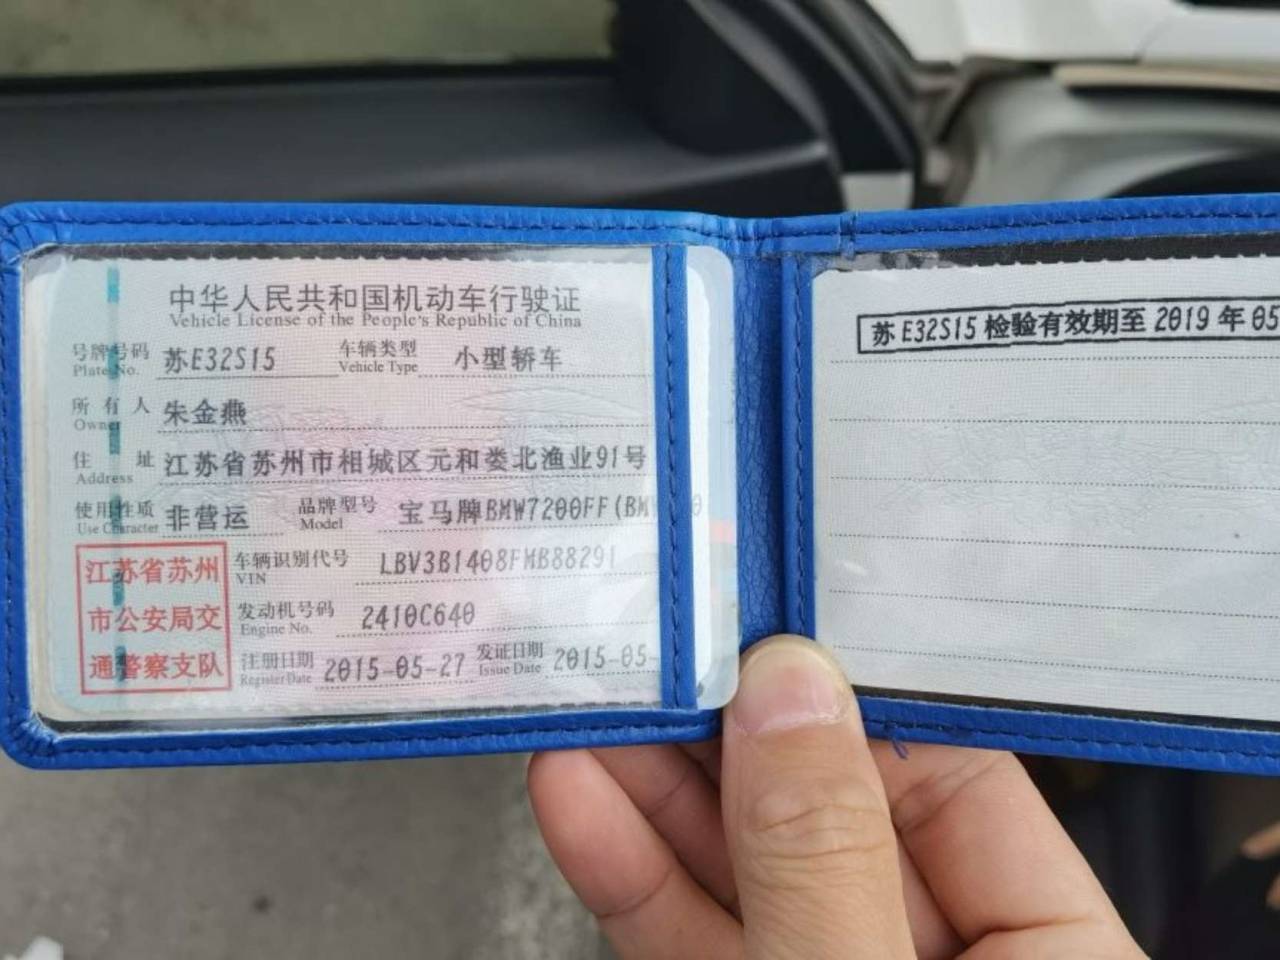 中华人民共和国机动车行驶证
Vehicle License of the People's Republic of China
号牌号码 苏E32S15 车辆类型 小型轿车
Plate No. Vehicle Type
所有人 朱金燕
Owner
住址 江苏省苏州市相城区元和娄北渔业91号
Address
使用性质 非营运 品牌型号 宝马牌BMW7200FF(BM
Use Character Model
江苏省苏州
市公安局交
通警察支队
车辆识别代号 LBV3B1408FMB88291
VIN
发动机号码 2410C640
Engine No.
注册日期 2015-05-27 发证日期 2015-05-
Register Date Issue Date
苏E32S15检验有效期至2019年05